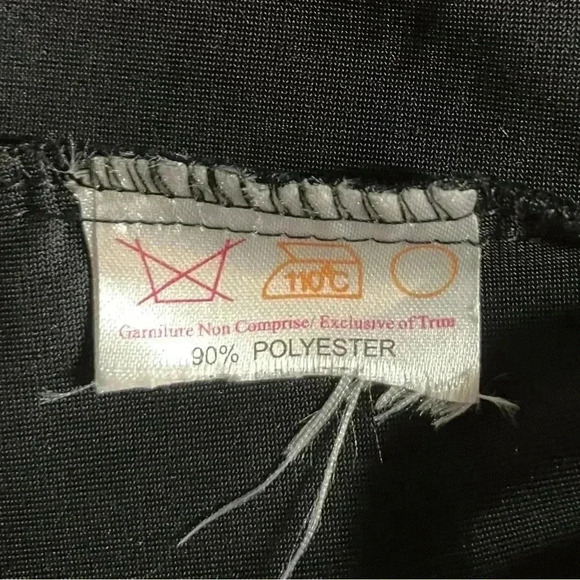 110°C
Garniture Non Comprise/ Exclusive of Trim
90% POLYESTER